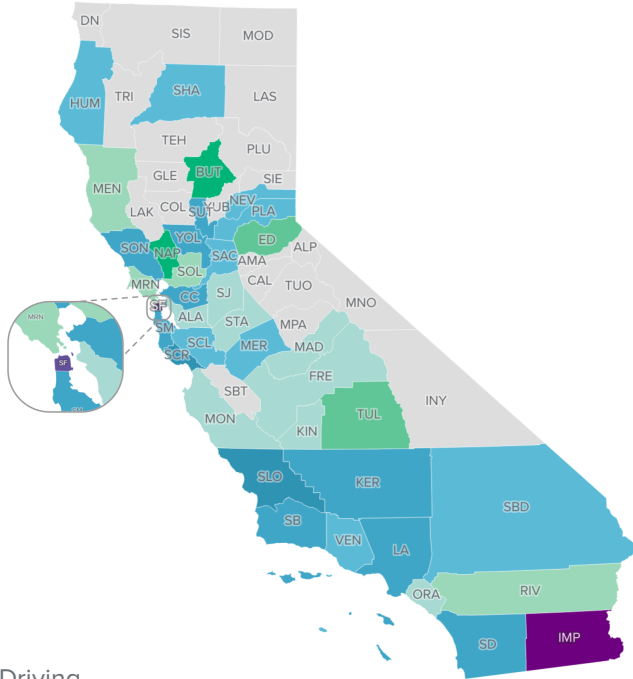 DN
SIS
MOD
HUM
TRI
SHA
LAS
TEH
PLU
GLE
BUT
SIE
MEN
LAK
COL
SUT
YUB
NEV
PLA
SON
NAP
YOL
ED
SAC
AMA
ALP
SOL
MRN
CAL
TUO
MNO
SF
CC
SJ
ALA
STA
MPA
SM
SCL
MER
MAD
SCR
FRE
MRN
SF
SM
SBT
MON
KIN
TUL
INY
SLO
KER
SBD
SB
VEN
LA
ORA
RIV
SD
IMP
Driving